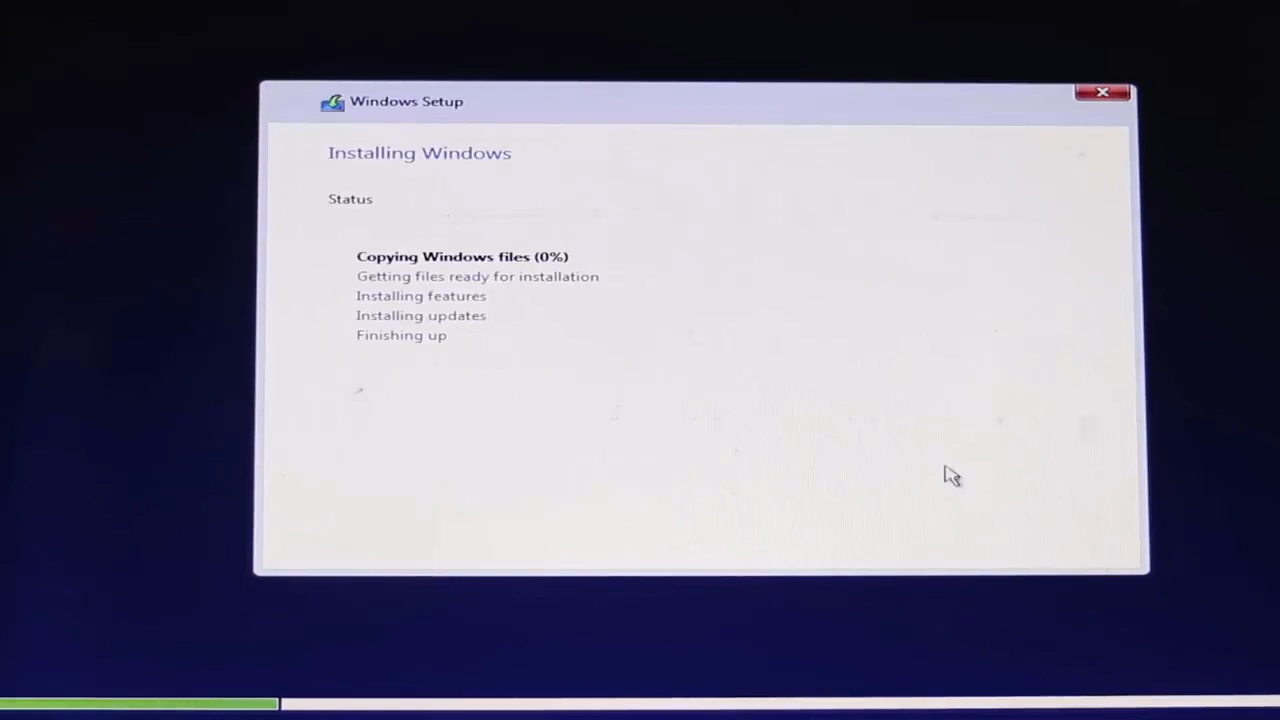 Windows Setup
Installing Windows
Status
Copying Windows files (0%)
Getting files ready for installation
Installing features
Installing updates
Finishing up